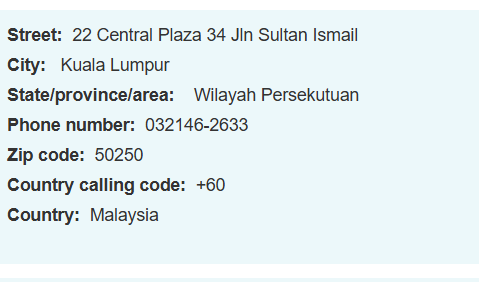 Street: 22 Central Plaza 34 Jln Sultan Ismail
City: Kuala Lumpur
State/province/area: Wilayah Persekutuan
Phone number: 032146-2633
Zip code: 50250
Country calling code: +60
Country: Malaysia